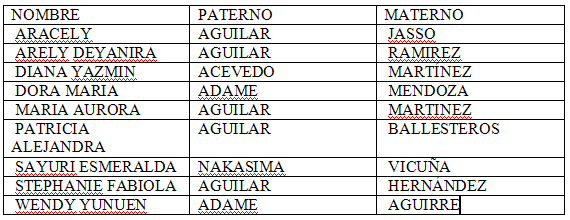 NOMBRE PATERNO MATERNO
ARACELY AGUILAR JASSO
ARELY DEYANIRA AGUILAR RAMIREZ
DIANA YAZMIN ACEVEDO MARTINEZ
DORA MARIA ADAME MENDOZA
MARIA AURORA AGUILAR MARTINEZ
PATRICIA AGUILAR BALLESTEROS
ALEJANDRA
SAYURI ESMERALDA NAKASIMA VICUÑA
STEPHANIE FABIOLA AGUILAR HERNÁNDEZ
WENDY YUNUEN ADAME AGUIRRE